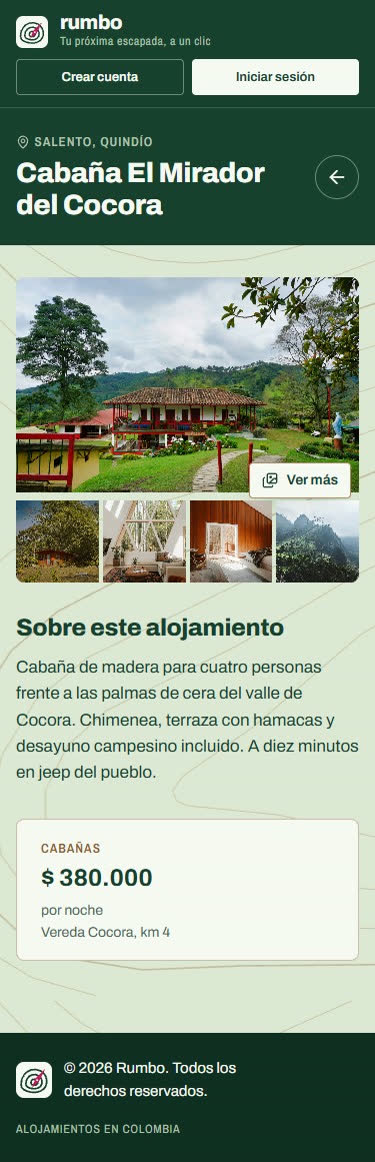 rumbo
Tu próxima escapada, a un clic
Crear cuenta
Iniciar sesión
SALENTO, QUINDÍO
Cabaña El Mirador
del Cocora
Ver más
Sobre este alojamiento
Cabaña de madera para cuatro personas
frente a las palmas de cera del valle de
Cocora. Chimenea, terraza con hamacas y
desayuno campesino incluido. A diez minutos
en jeep del pueblo.
CABAÑAS
$ 380.000
por noche
Vereda Cocora, km 4
© 2026 Rumbo. Todos los
derechos reservados.
ALOJAMIENTOS EN COLOMBIA